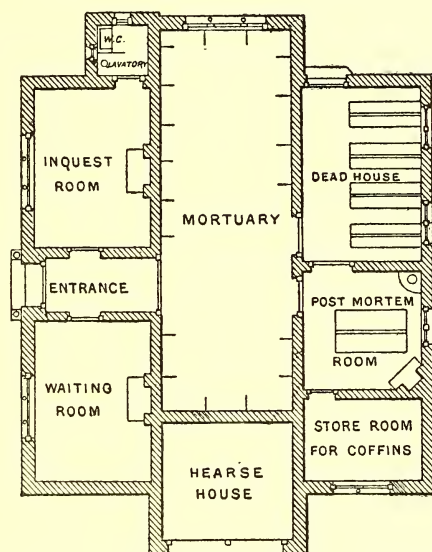 W.C.
LAVATORY
INQUEST
ROOM
MORTUARY
DEAD HOUSE
ENTRANCE
POST MORTEM
ROOM
WAITING
ROOM
STORE ROOM
FOR COFFINS
HEARSE
HOUSE